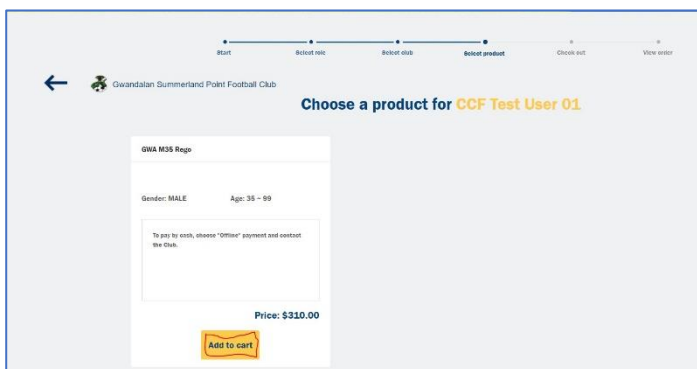 Start
Select role
Select club
Select product
Check out
View order
Gwandalan Summerland Point Football Club
Choose a product for CCF Test User 01
GWA M35 Rego
Gender: MALE
Age: 35 – 99
To pay by cash, choose "Offline" payment and contact
the Club.
Price: $310.00
Add to cart